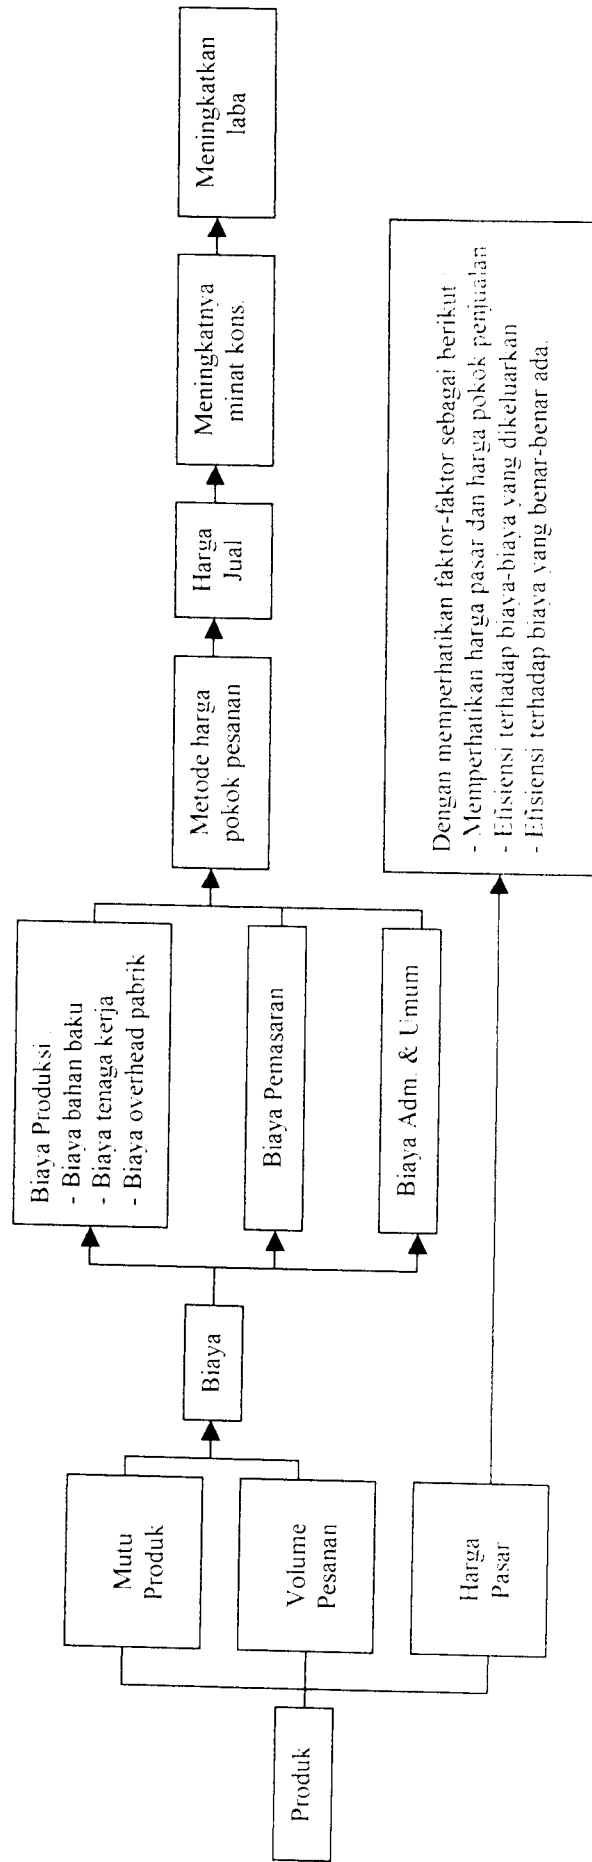 Produk
Mutu
Produk
Volume
Pesanan
Harga
Pasar
Biaya
Biaya Produksi
- Biaya bahan baku
- Biaya tenaga kerja
- Biaya overhead pabrik
Biaya Pemasaran
Biaya Adm. & Umum
Metode harga
pokok pesanan
Harga
Jual
Meningkatnya
minat kons.
Meningkatkan
laba
Dengan memperhatikan faktor-faktor sebagai berikut
- Memperhatikan harga pasar dan harga pokok penjualan
- Efisiensi terhadap biaya-biaya yang dikeluarkan
- Efisiensi terhadap biaya yang benar-benar ada.